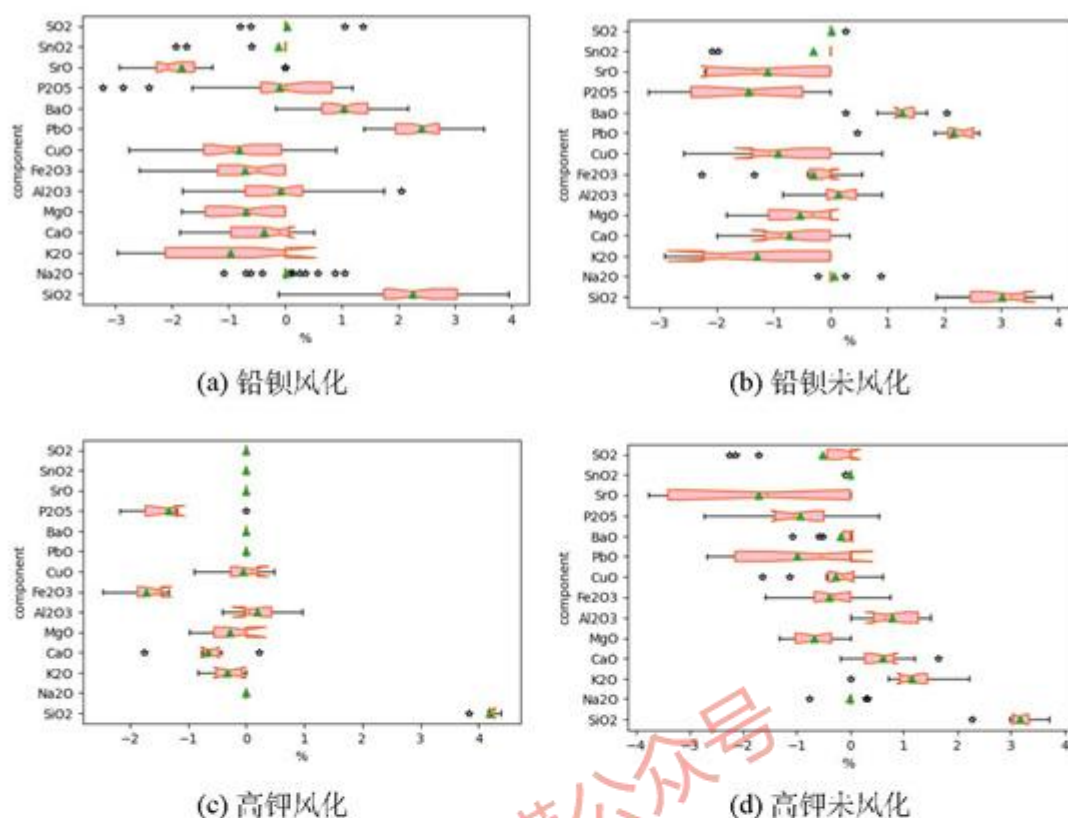 SO2
SnO2
SrO
P2O5
BaO
PbO
CuO
Fe2O3
Al2O3
MgO
CaO
K2O
Na2O
SiO2
component
−3 −2 −1 0 1 2 3 4
%
(a) 铅钡风化
SO2
SnO2
SrO
P2O5
BaO
PbO
CuO
Fe2O3
Al2O3
MgO
CaO
K2O
Na2O
SiO2
component
−3 −2 −1 0 1 2 3 4
%
(b) 铅钡未风化
SO2
SnO2
SrO
P2O5
BaO
PbO
CuO
Fe2O3
Al2O3
MgO
CaO
K2O
Na2O
SiO2
component
−2 −1 0 1 2 3 4
%
(c) 高钾风化
SO2
SnO2
SrO
P2O5
BaO
PbO
CuO
Fe2O3
Al2O3
MgO
CaO
K2O
Na2O
SiO2
component
−4 −3 −2 −1 0 1 2 3 4
%
(d) 高钾未风化
公众号